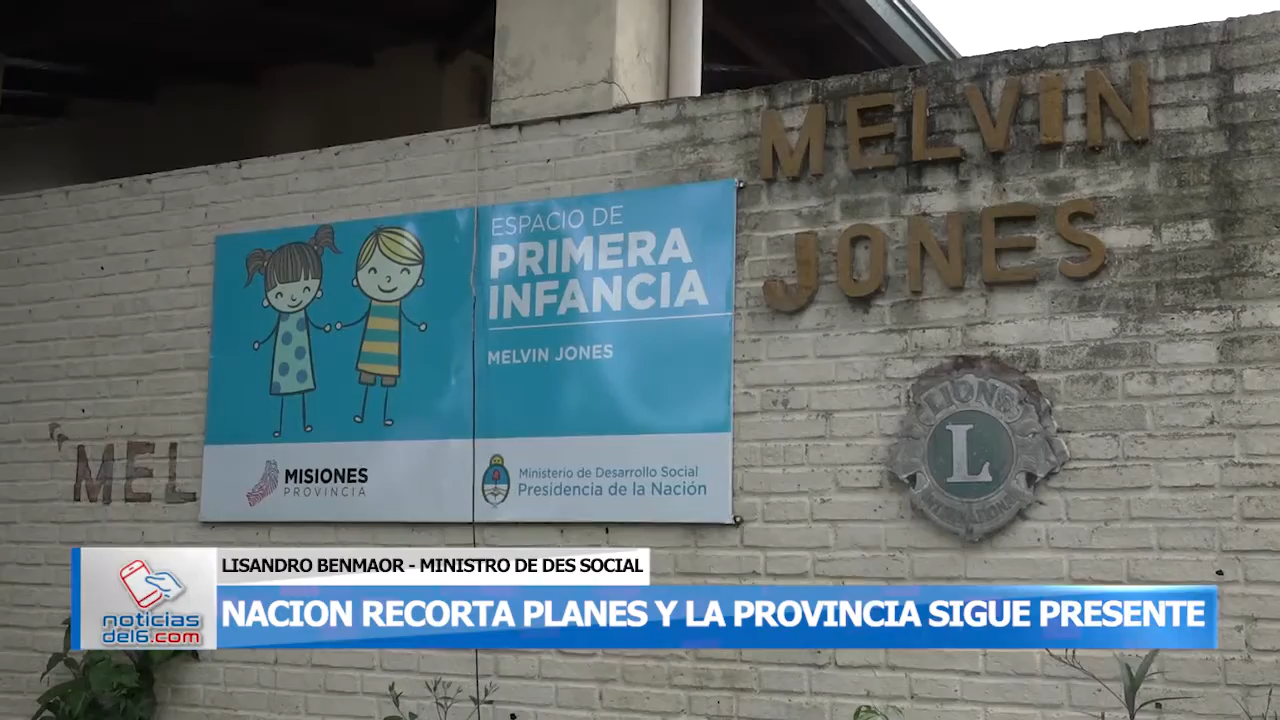 MELVIN
JONES
ESPACIO DE
PRIMERA
INFANCIA
MELVIN JONES
MEL
MISIONES
PROVINCIA
Ministerio de Desarrollo Social
Presidencia de la Nación
LIONS
L
INTERNATIONAL
LISANDRO BENMAOR - MINISTRO DE DES SOCIAL
NACION RECORTA PLANES Y LA PROVINCIA SIGUE PRESENTE
noticias
del6.com